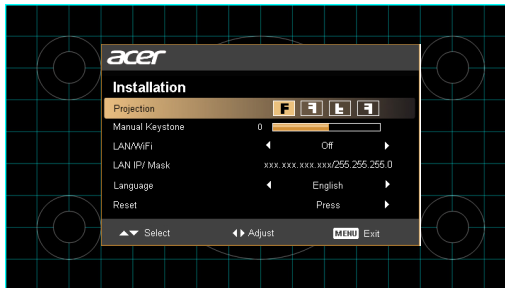 acer
Installation
Projection F F F F
Manual Keystone 0
LAN/WiFi Off
LAN IP/ Mask xxx.xxx.xxx.xxx/255.255.255.0
Language English
Reset Press
Select Adjust MENU Exit